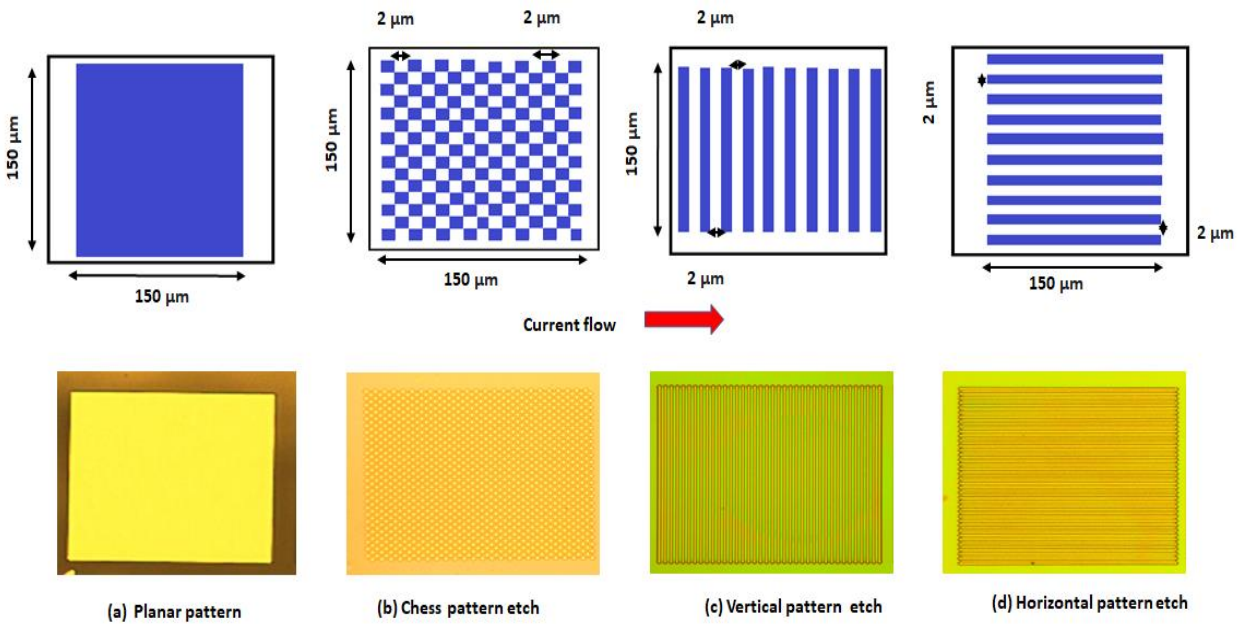 2 µm
2 µm
2 µm
150 µm
150 µm
150 µm
2 µm
2 µm
150 µm
150 µm
2 µm
150 µm
Current flow
(a) Planar pattern
(b) Chess pattern etch
(c) Vertical pattern etch
(d) Horizontal pattern etch